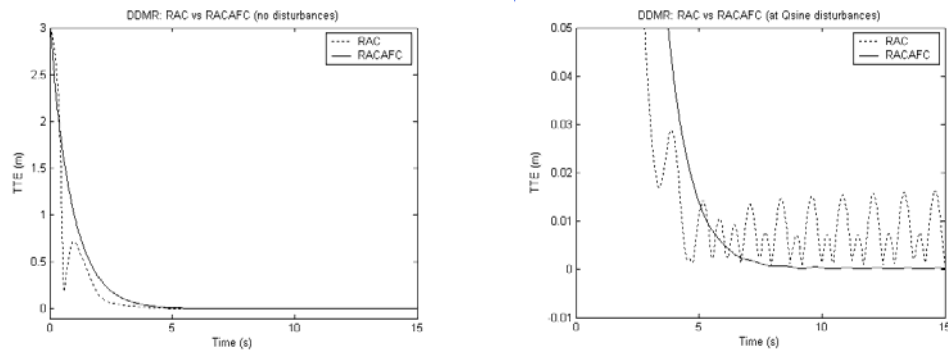 DDMR: RAC vs RACAFC (no disturbances)
RAC
RACAFC
3
2.5
2
1.5
1
0.5
0
0
5
10
15
TTE (m)
Time (s)
DDMR: RAC vs RACAFC (at Qsine disturbances)
RAC
RACAFC
0.05
0.04
0.03
0.02
0.01
0
-0.01
0
5
10
15
TTE (m)
Time (s)